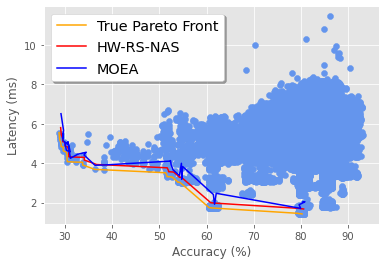 True Pareto Front
HW-RS-NAS
MOEA
Latency (ms)
10
8
6
4
2
30 40 50 60 70 80 90
Accuracy (%)